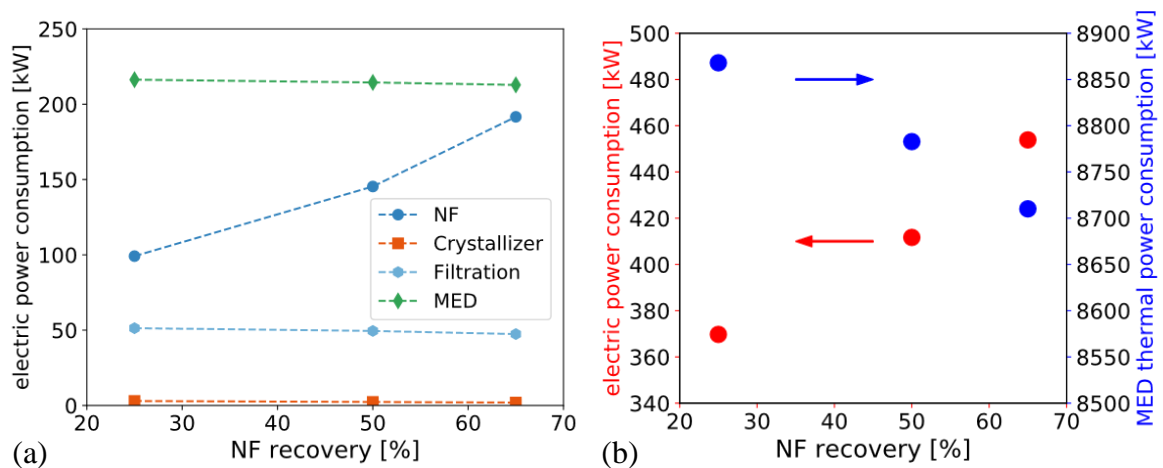 250
200
150
100
50
0
electric power consumption [kW]
20 30 40 50 60 70
NF recovery [%]
NF
Crystallizer
Filtration
MED
(a)
500
480
460
440
420
400
380
360
340
electric power consumption [kW]
8900
8850
8800
8750
8700
8650
8600
8550
8500
MED thermal power consumption [kW]
20 30 40 50 60 70
NF recovery [%]
(b)